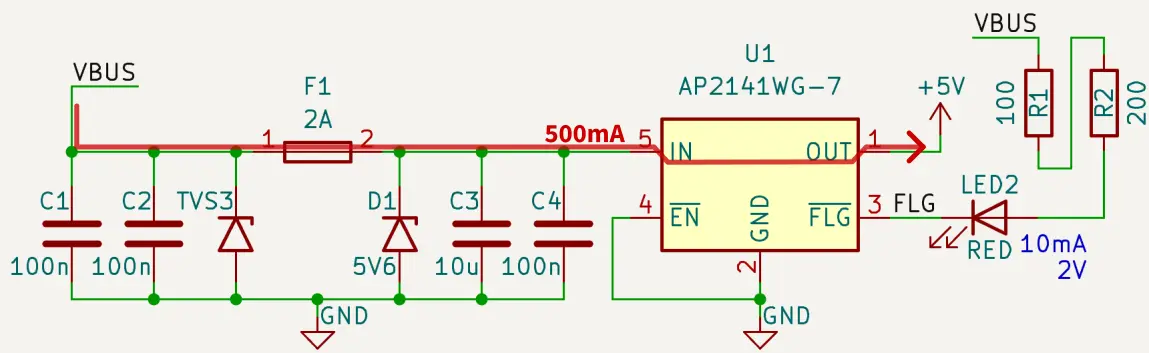 VBUS
F1
2A
1
2
500mA
C1
100n
C2
100n
TVS3
D1
5V6
C3
10u
C4
100n
U1
AP2141WG-7
5
IN
4
EN
GND
2
OUT
1
FLG
3
FLG
+5V
VBUS
100
R1
R2
200
LED2
RED
10mA
2V
GND
GND